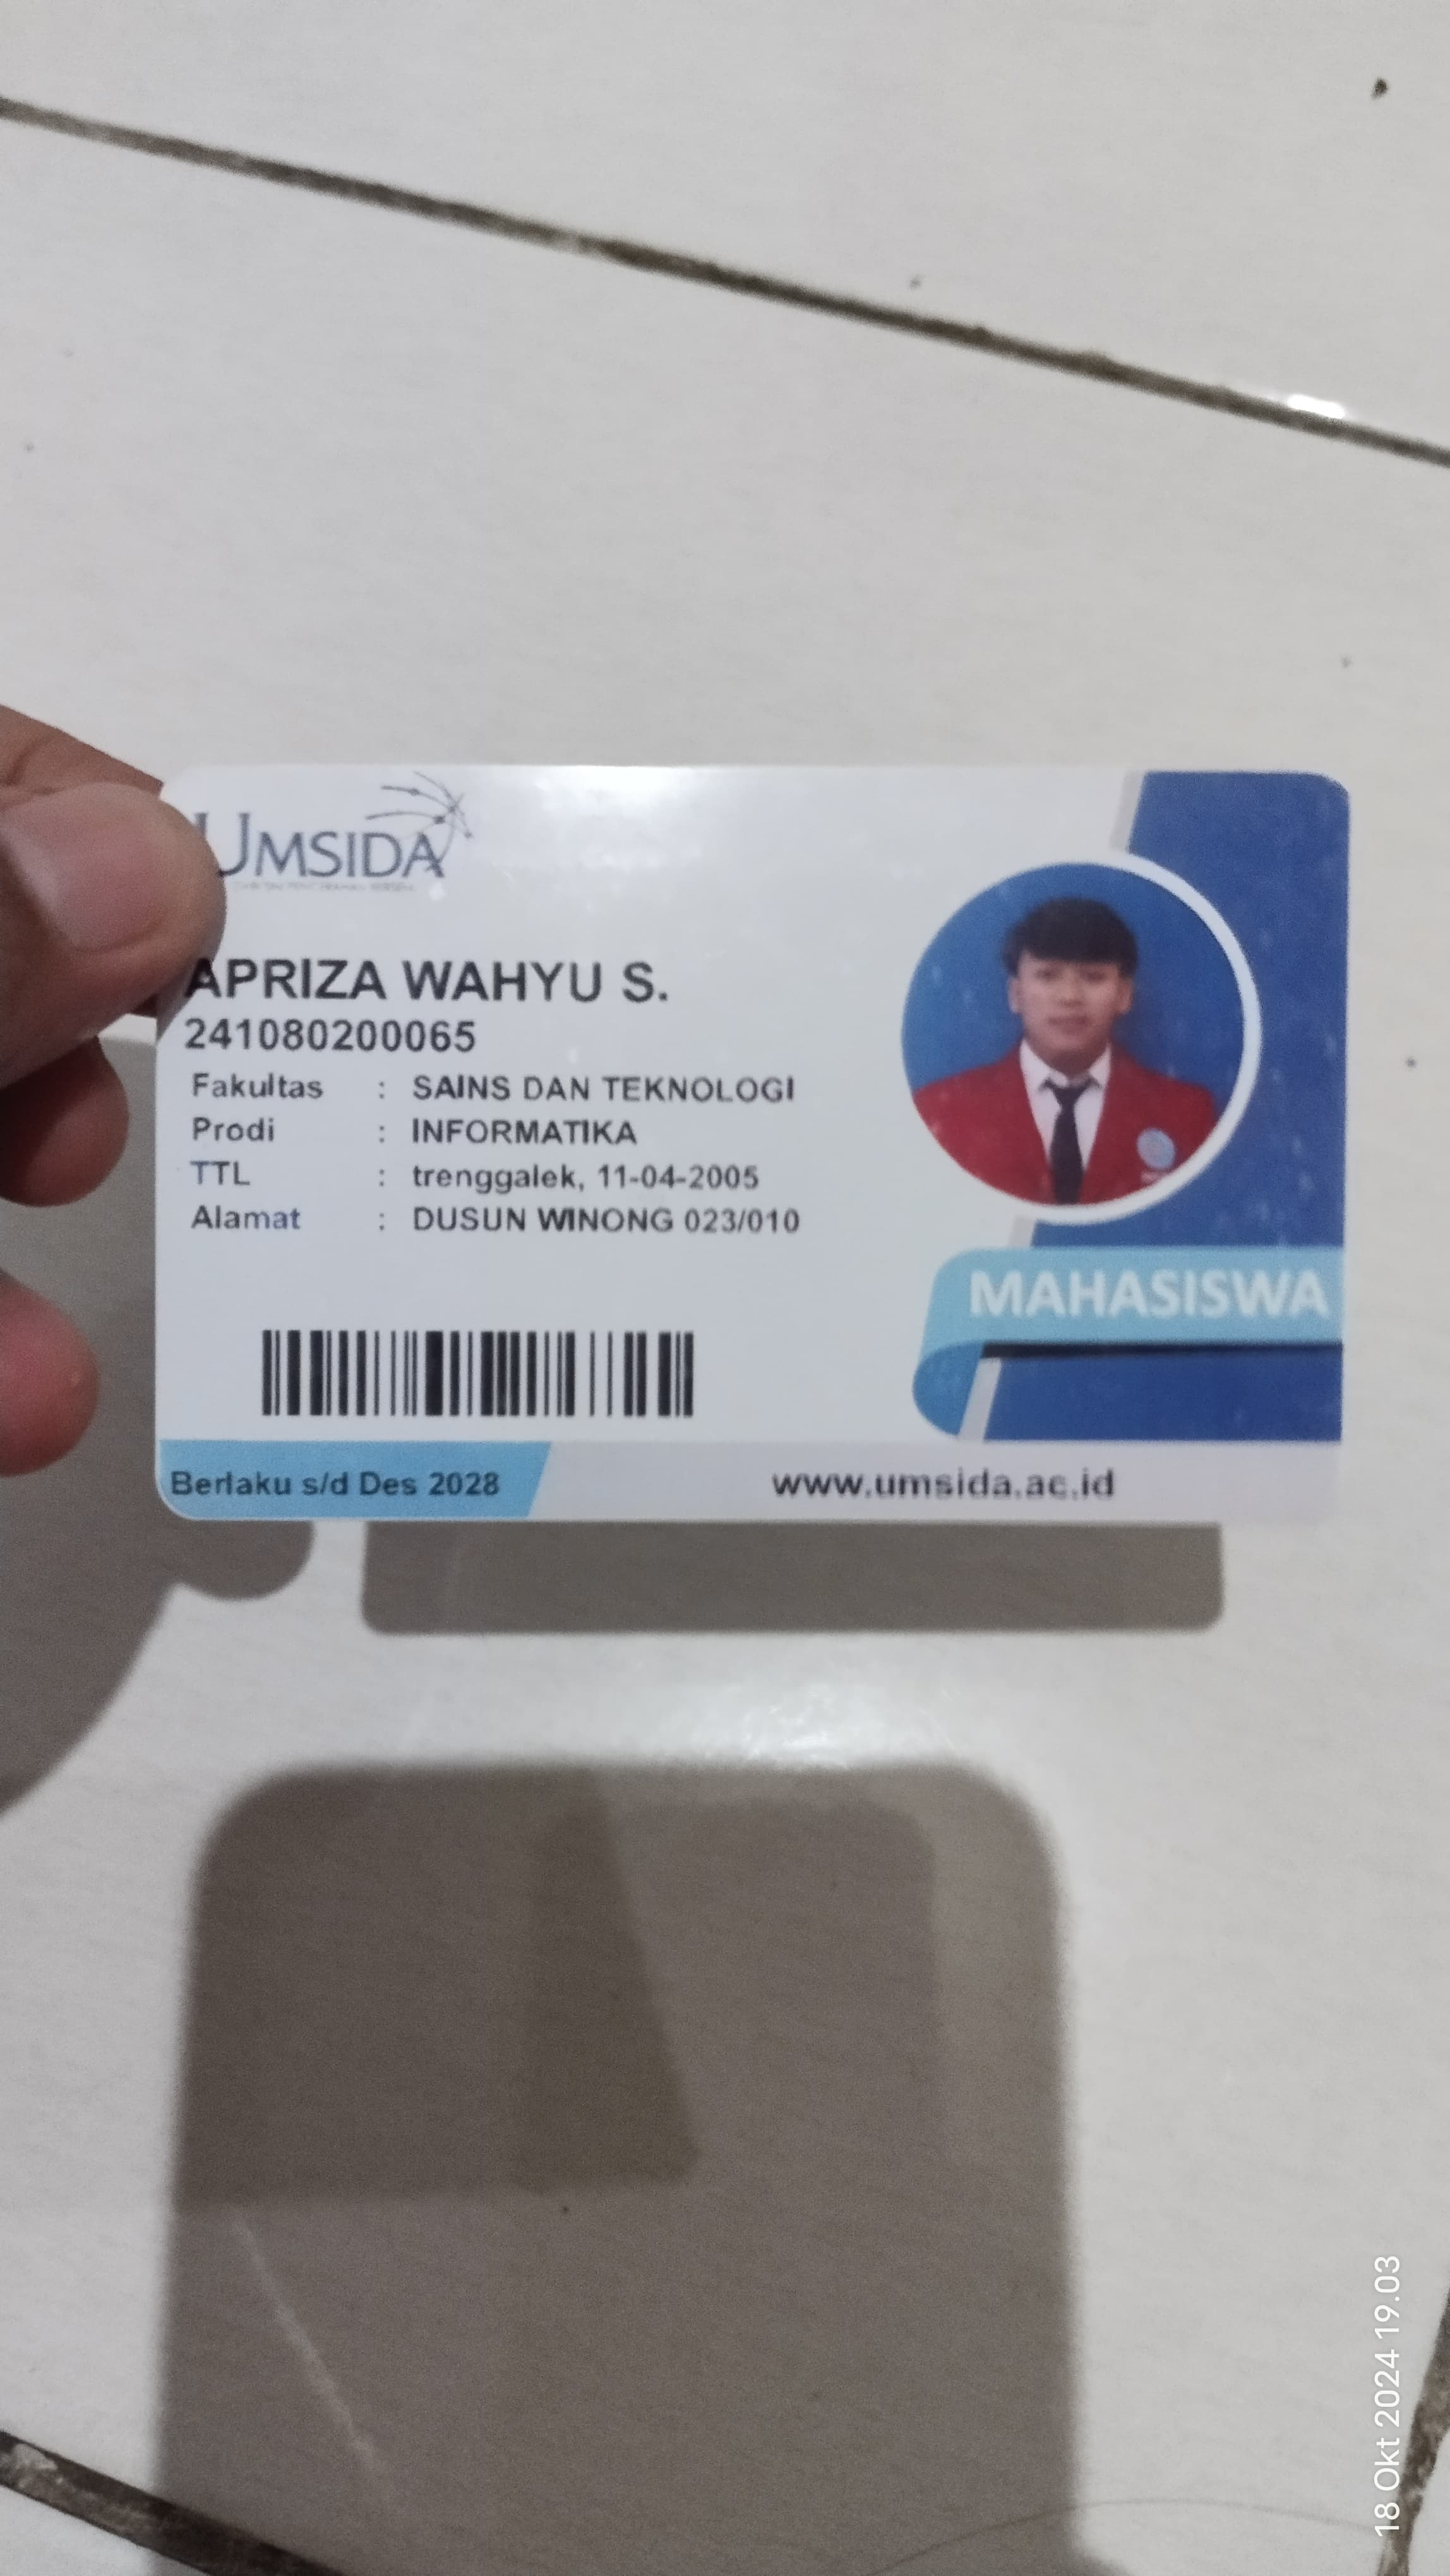 UMSIDA
APRIZA WAHYU S.
241080200065
Fakultas : SAINS DAN TEKNOLOGI
Prodi : INFORMATIKA
TTL : trenggalek, 11-04-2005
Alamat : DUSUN WINONG 023/010
MAHASISWA
Berlaku s/d Des 2028
www.umsida.ac.id
18 Okt 2024 19.03